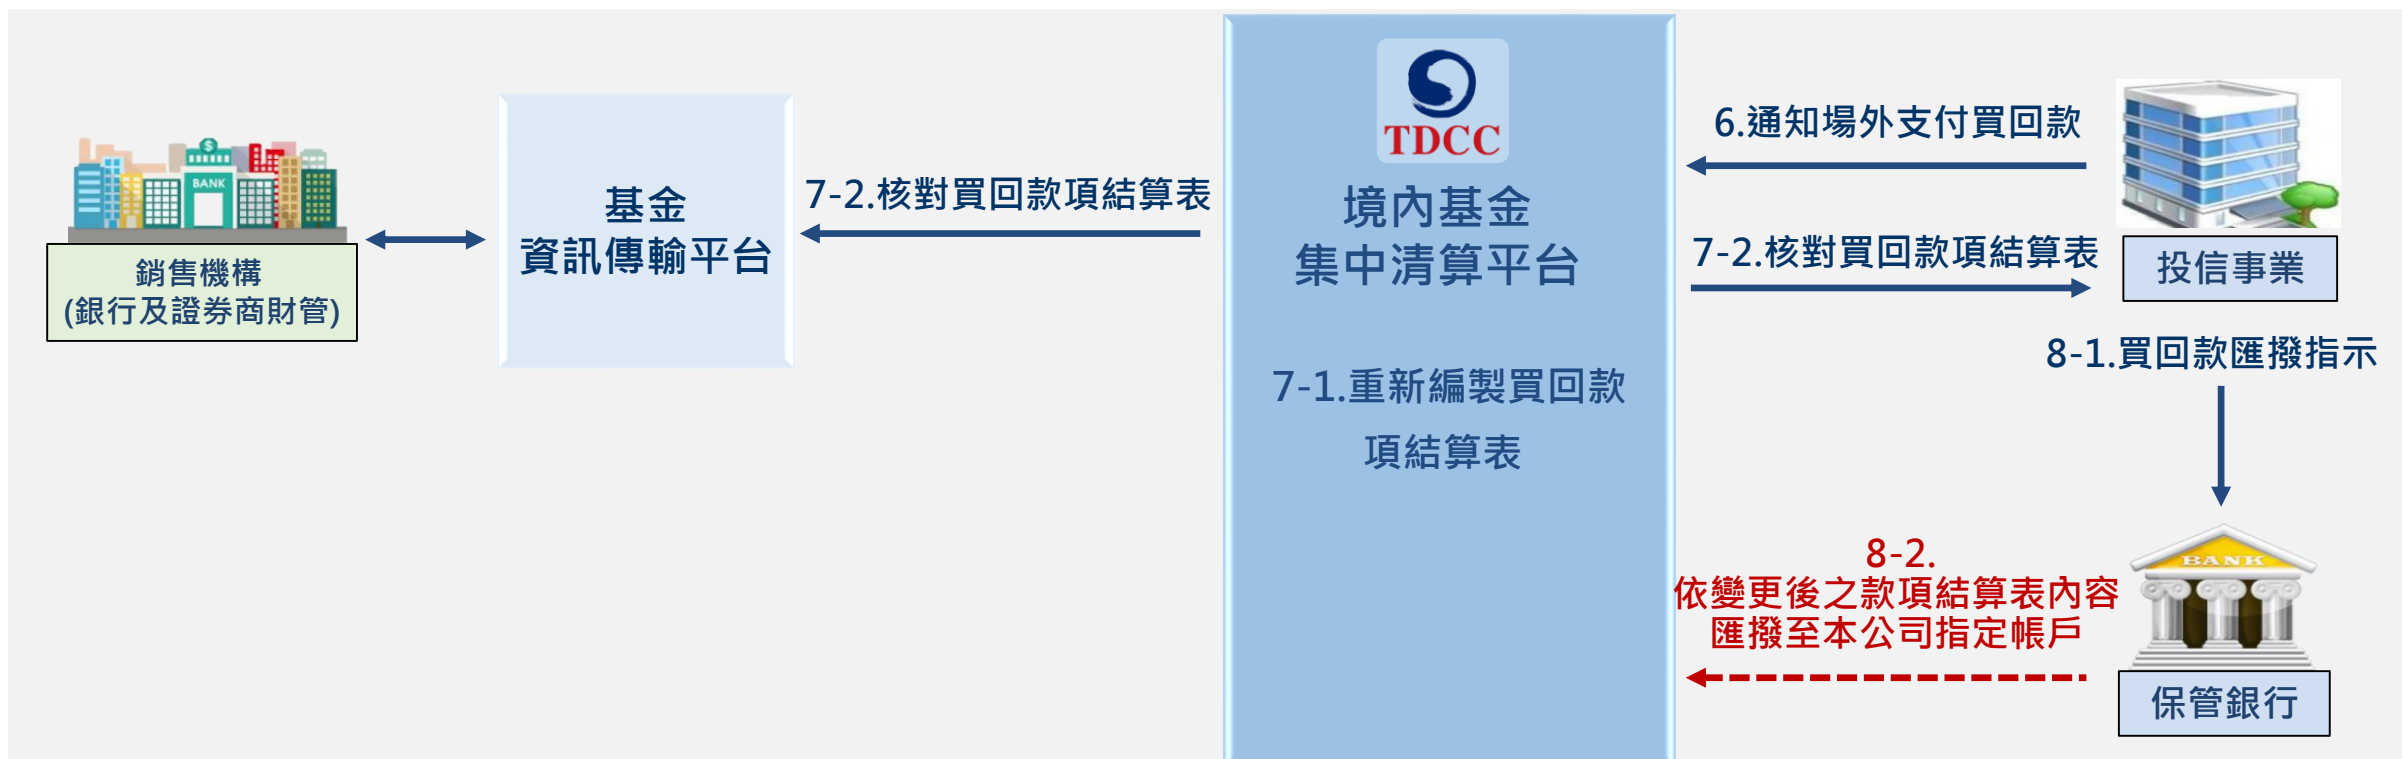 BANK
銷售機構
(銀行及證券商財管)
基金
資訊傳輸平台
7-2.核對買回款項結算表
TDCC
境內基金
集中清算平台
7-1.重新編製買回款
項結算表
6.通知場外支付買回款
7-2.核對買回款項結算表
投信事業
8-1.買回款匯撥指示
8-2.
依變更後之款項結算表內容
匯撥至本公司指定帳戶
BANK
保管銀行